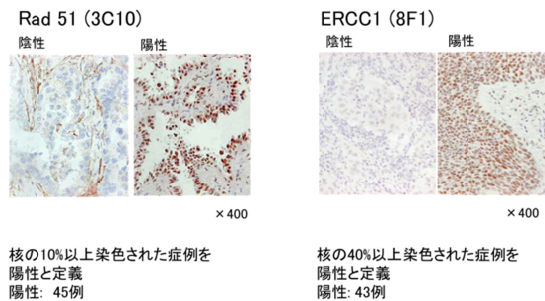 Rad 51 (3C10)
陰性
陽性
×400
核の10%以上染色された症例を
陽性と定義
陽性: 45例
ERCC1 (8F1)
陰性
陽性
×400
核の40%以上染色された症例を
陽性と定義
陽性: 43例